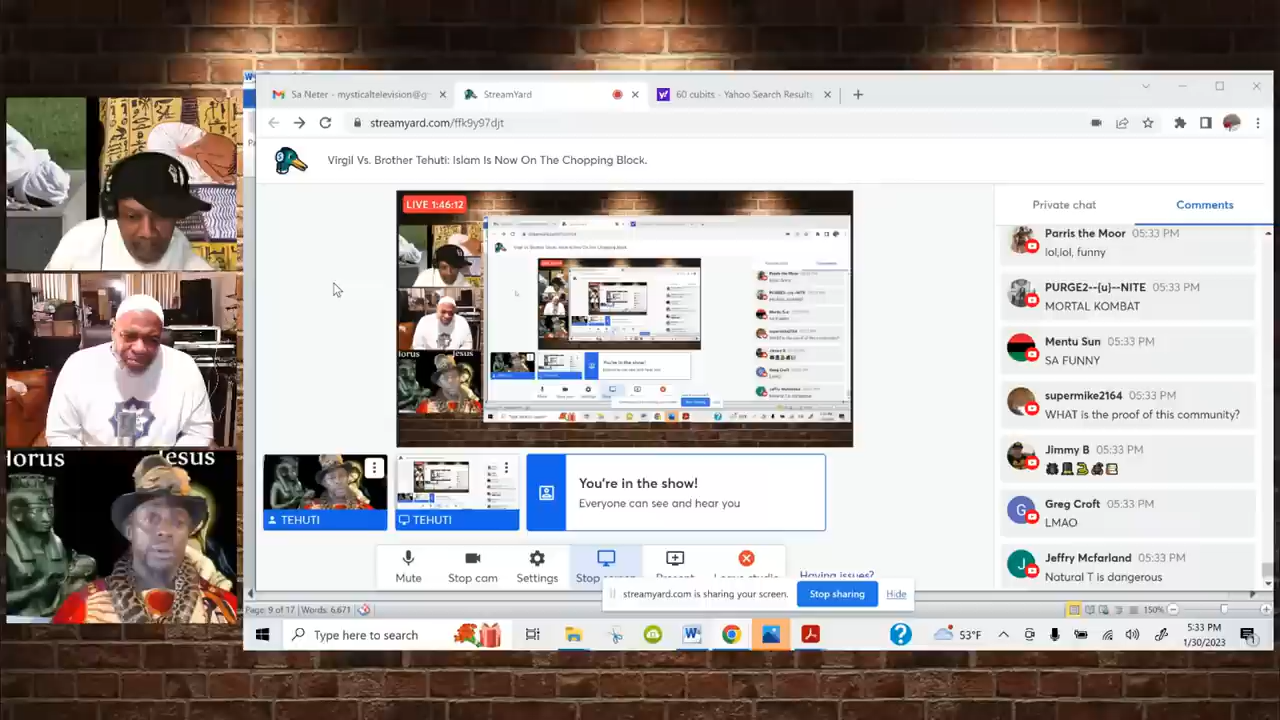 Sa Neter - mysticaltelevision@g
StreamYard
60 cubits - Yahoo Search Results
streamyard.com/ffk9y97djt
Virgil Vs. Brother Tehuti: Islam Is Now On The Chopping Block.
Private chat
Comments
LIVE 1:46:12
Parris the Moor 05:33 PM
lol,lol, funny
PURGE2--(u)--NITE 05:33 PM
MORTAL KOMBAT
Mentu Sun 05:33 PM
SA FUNNY
supermike2164 05:33 PM
WHAT is the proof of this community?
Jimmy B 05:33 PM
Greg Croft 05:33 PM
LMAO
Jeffry Mcfarland 05:33 PM
Natural T is dangerous
Horus
Jesus
TEHUTI
TEHUTI
You're in the show!
Everyone can see and hear you
Mute
Stop cam
Settings
Stop screen
Present
Leave studio
Having issues?
streamyard.com is sharing your screen.
Stop sharing
Hide
Page: 9 of 17
Words: 6,671
150%
Type here to search
53°F
5:33 PM
1/30/2023